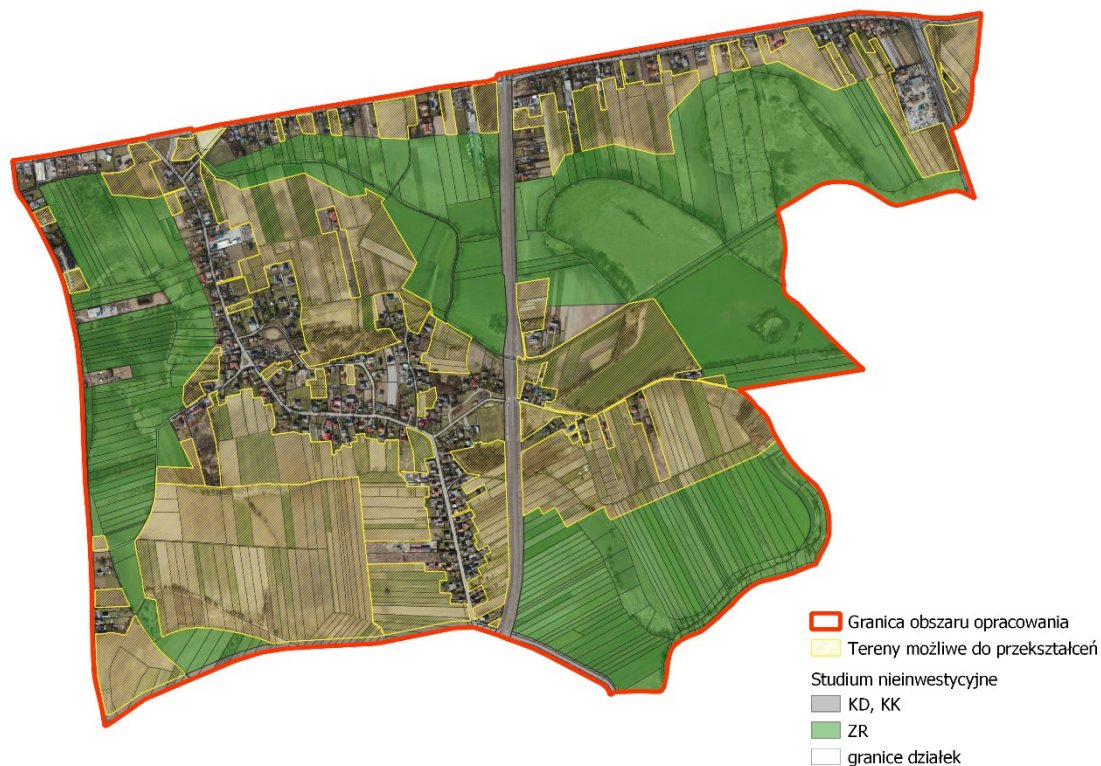 Granica obszaru opracowania
Tereny możliwe do przekształceń
Studium nieinwestycyjne
KD, KK
ZR
granice działek